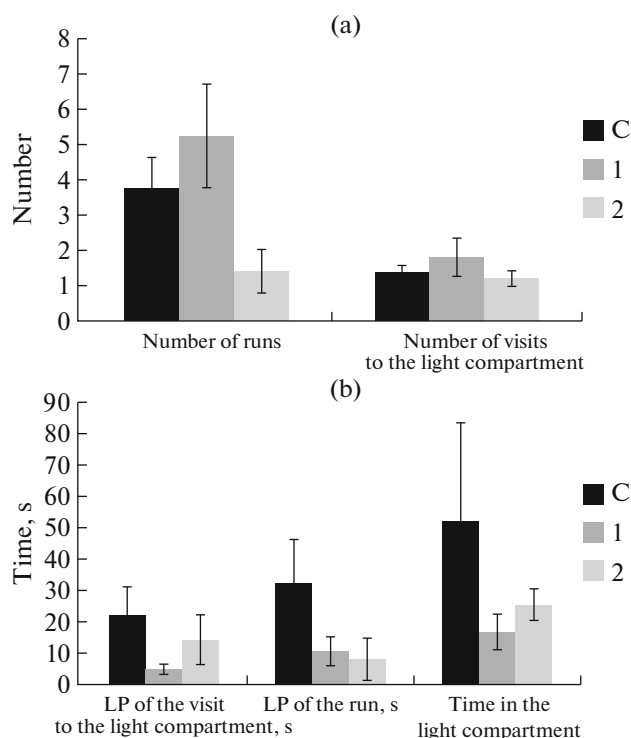 (a)
8
7
6
5
4
3
2
1
0
Number
C
1
2
Number of runs
Number of visits
to the light compartment
(b)
90
80
70
60
50
40
30
20
10
0
Time, s
C
1
2
LP of the visit
to the light compartment, s
LP of the run, s
Time in the
light compartment